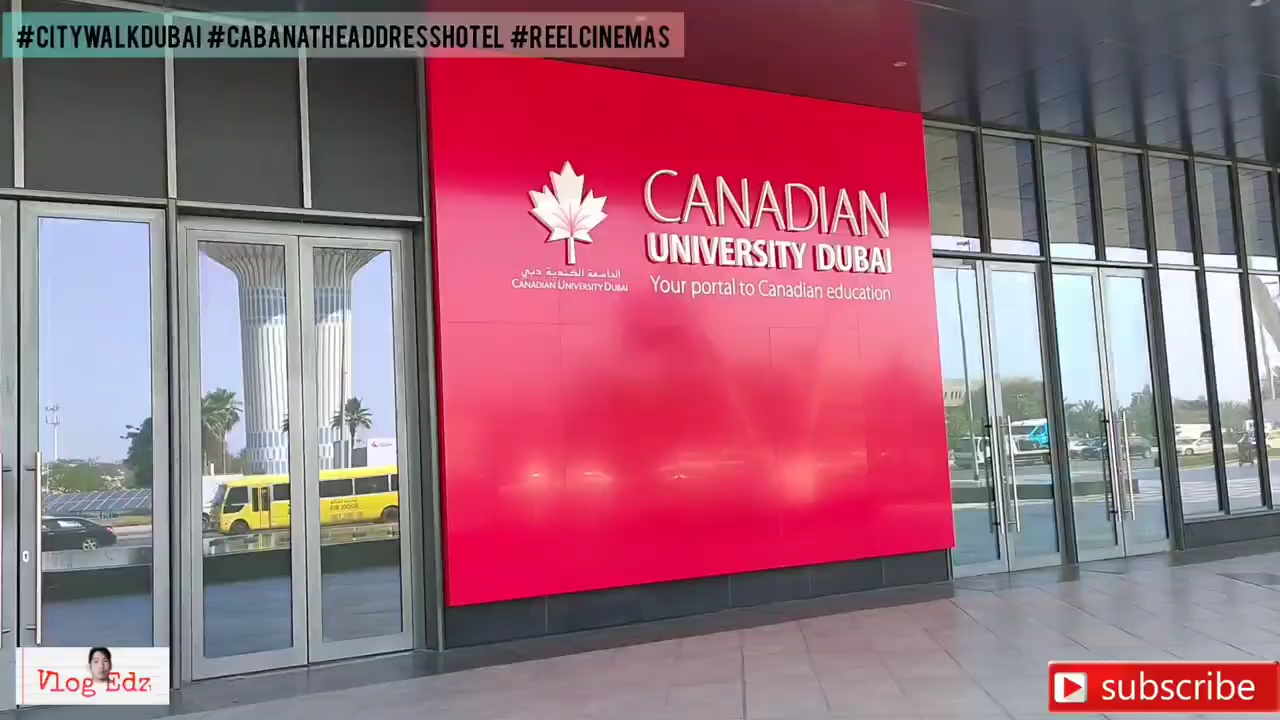 #CITYWALKDUBAI #CABANATHEADDRESSHOTEL #REELCINEMAS
CANADIAN
UNIVERSITY DUBAI
Your portal to Canadian education
الجامعة الكندية دبي
CANADIAN UNIVERSITY DUBAI
Vlog Edz
subscribe